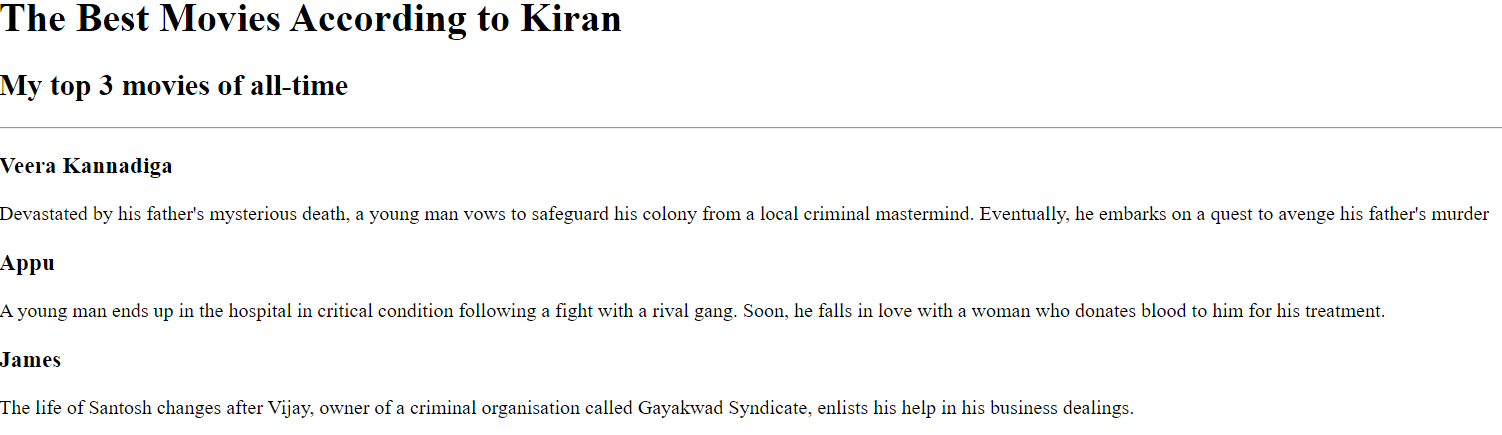 The Best Movies According to Kiran
My top 3 movies of all-time
Veera Kannadiga
Devastated by his father's mysterious death, a young man vows to safeguard his colony from a local criminal mastermind. Eventually, he embarks on a quest to avenge his father's murder
Appu
A young man ends up in the hospital in critical condition following a fight with a rival gang. Soon, he falls in love with a woman who donates blood to him for his treatment.
James
The life of Santosh changes after Vijay, owner of a criminal organisation called Gayakwad Syndicate, enlists his help in his business dealings.